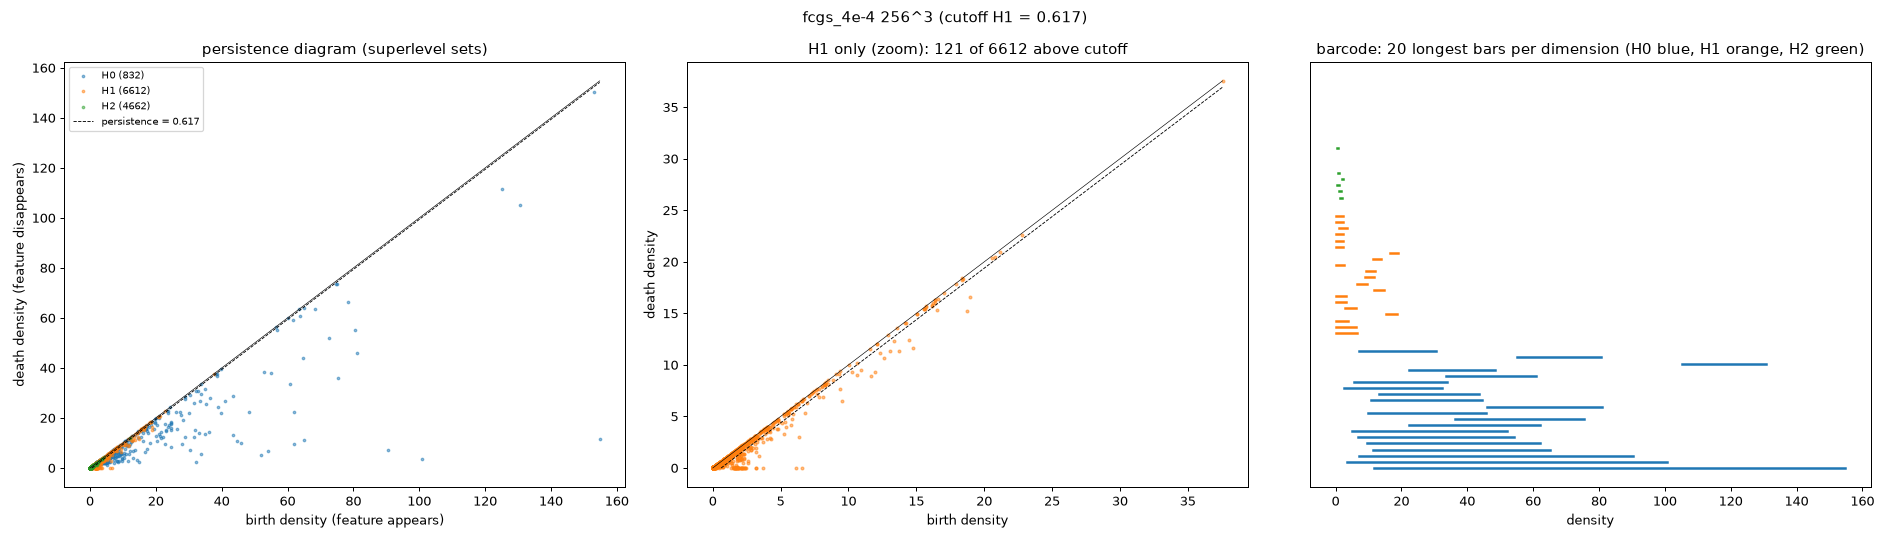 fcgs_4e-4 256^3 (cutoff H1 = 0.617)
persistence diagram (superlevel sets)
H0 (832)
H1 (6612)
H2 (4662)
persistence = 0.617
death density (feature disappears)
160
140
120
100
80
60
40
20
0
0 20 40 60 80 100 120 140 160
birth density (feature appears)
H1 only (zoom): 121 of 6612 above cutoff
death density
35
30
25
20
15
10
5
0
0 5 10 15 20 25 30 35
birth density
barcode: 20 longest bars per dimension (H0 blue, H1 orange, H2 green)
0 20 40 60 80 100 120 140 160
density